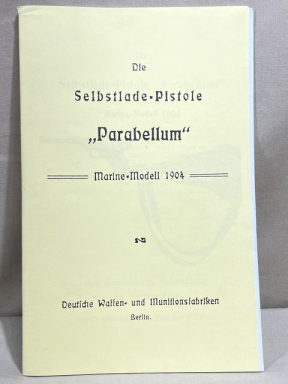 Die
Selbstlade-Pistole
„Parabellum“
Marine-Modell 1904
Deutsche Waffen- und Munitionsfabriken
Berlin.